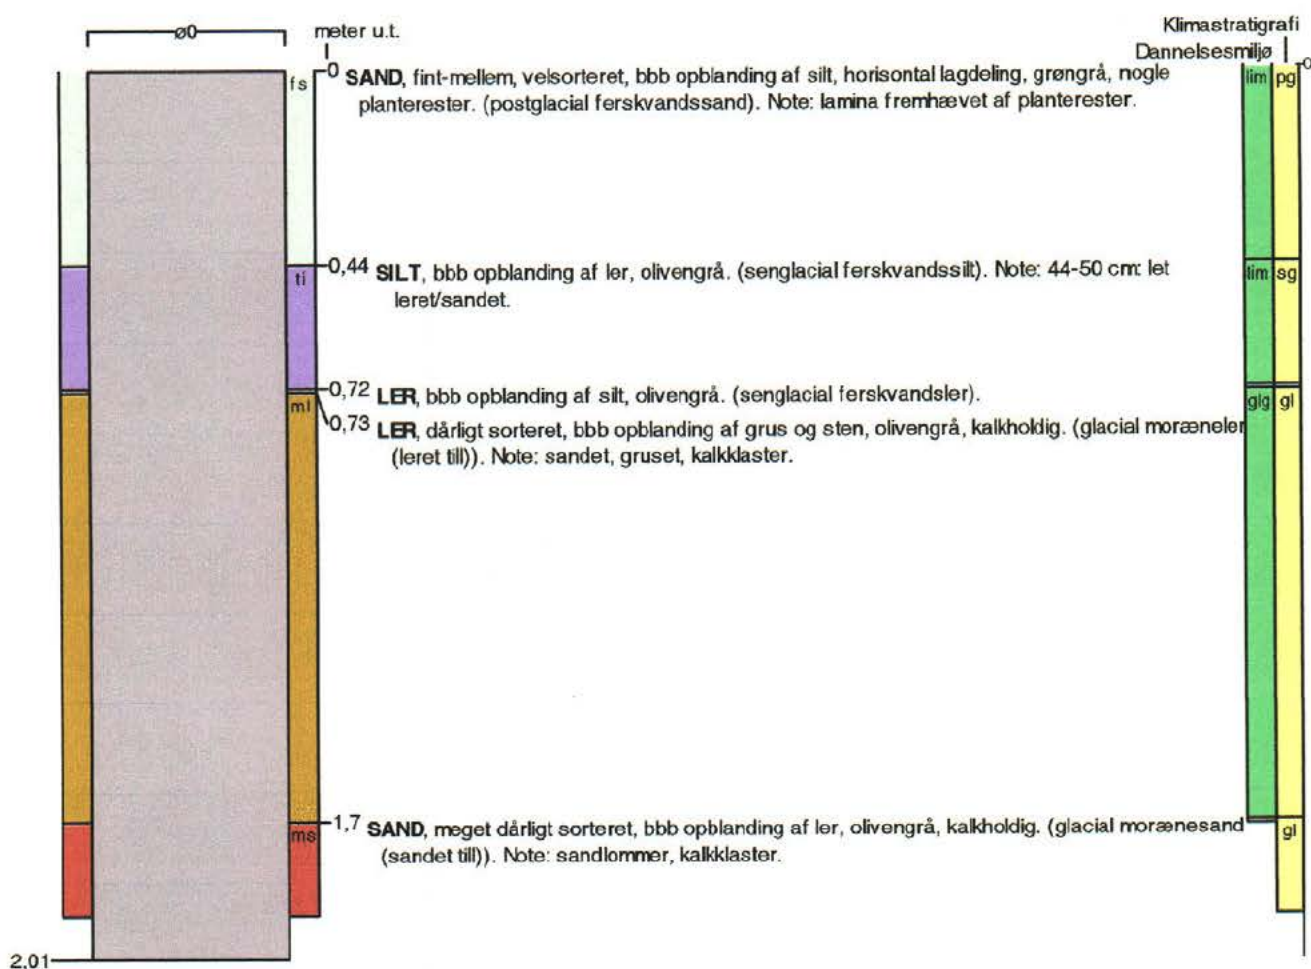 Klimastratigrafi
ø0 meter u.t. Dannelsesmiljø
fs 0 SAND, fint-mellem, velsorteret, bbb opblanding af silt, horisontal lagdeling, grøngrå, nogle lim pg 0
planterester. (postglacial ferskvandssand). Note: lamina fremhævet af planterester.
ti 0,44 SILT, bbb opblanding af ler, olivengrå. (senglacial ferskvandssilt). Note: 44-50 cm: let lim sg
leret/sandet.
0,72 LER, bbb opblanding af silt, olivengrå. (senglacial ferskvandsler).
ml 0,73 LER, dårligt sorteret, bbb opblanding af grus og sten, olivengrå, kalkholdig. (glacial moræneler glg gl
(leret till)). Note: sandet, gruset, kalkklaster.
ms 1,7 SAND, meget dårligt sorteret, bbb opblanding af ler, olivengrå, kalkholdig. (glacial morænesand gl
(sandet till)). Note: sandlommer, kalkklaster.
2,01